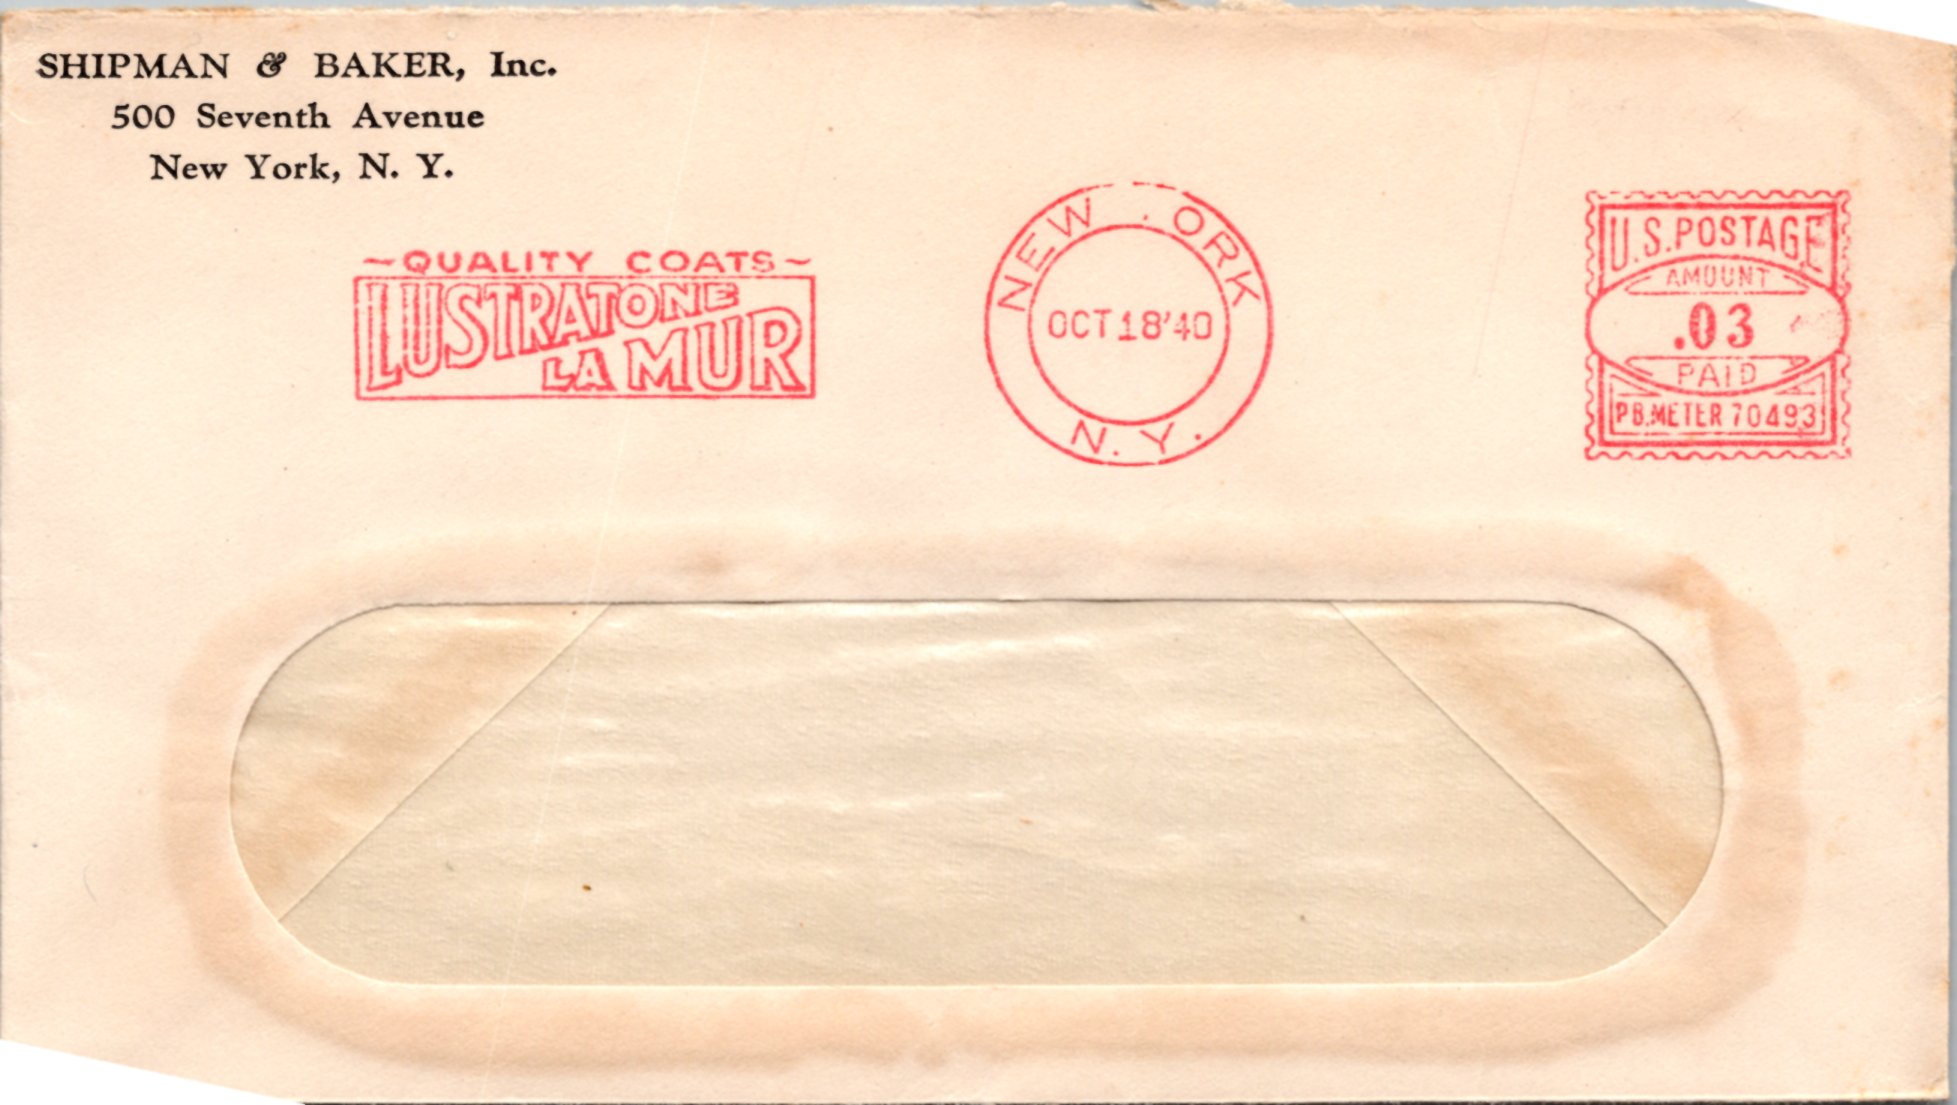 SHIPMAN & BAKER, Inc.
500 Seventh Avenue
New York, N. Y.
~QUALITY COATS~
LUSTRATONE
LA MUR
NEW .ORK
OCT 18'40
N. Y.
U.S. POSTAGE
AMOUNT
.03
PAID
P.B. METER 70493